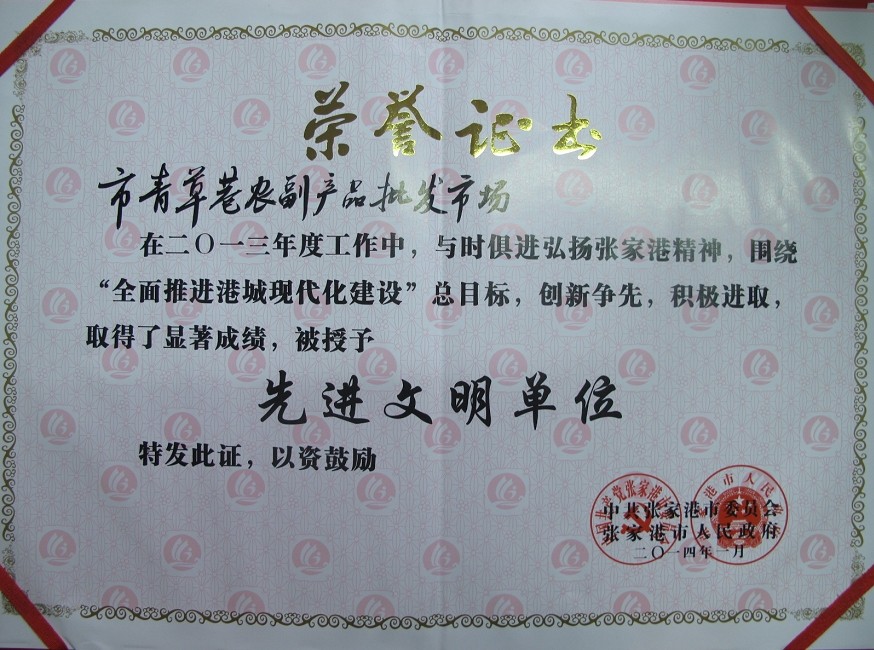 荣誉证书
市青草巷农副产品批发市场
在二〇一三年度工作中，与时俱进弘扬张家港精神，围绕
“全面推进港城现代化建设”总目标，创新争先，积极进取，
取得了显著成绩，被授予
先进文明单位
特发此证，以资鼓励
中共张家港市委员会
张家港市人民政府
二〇一四年一月